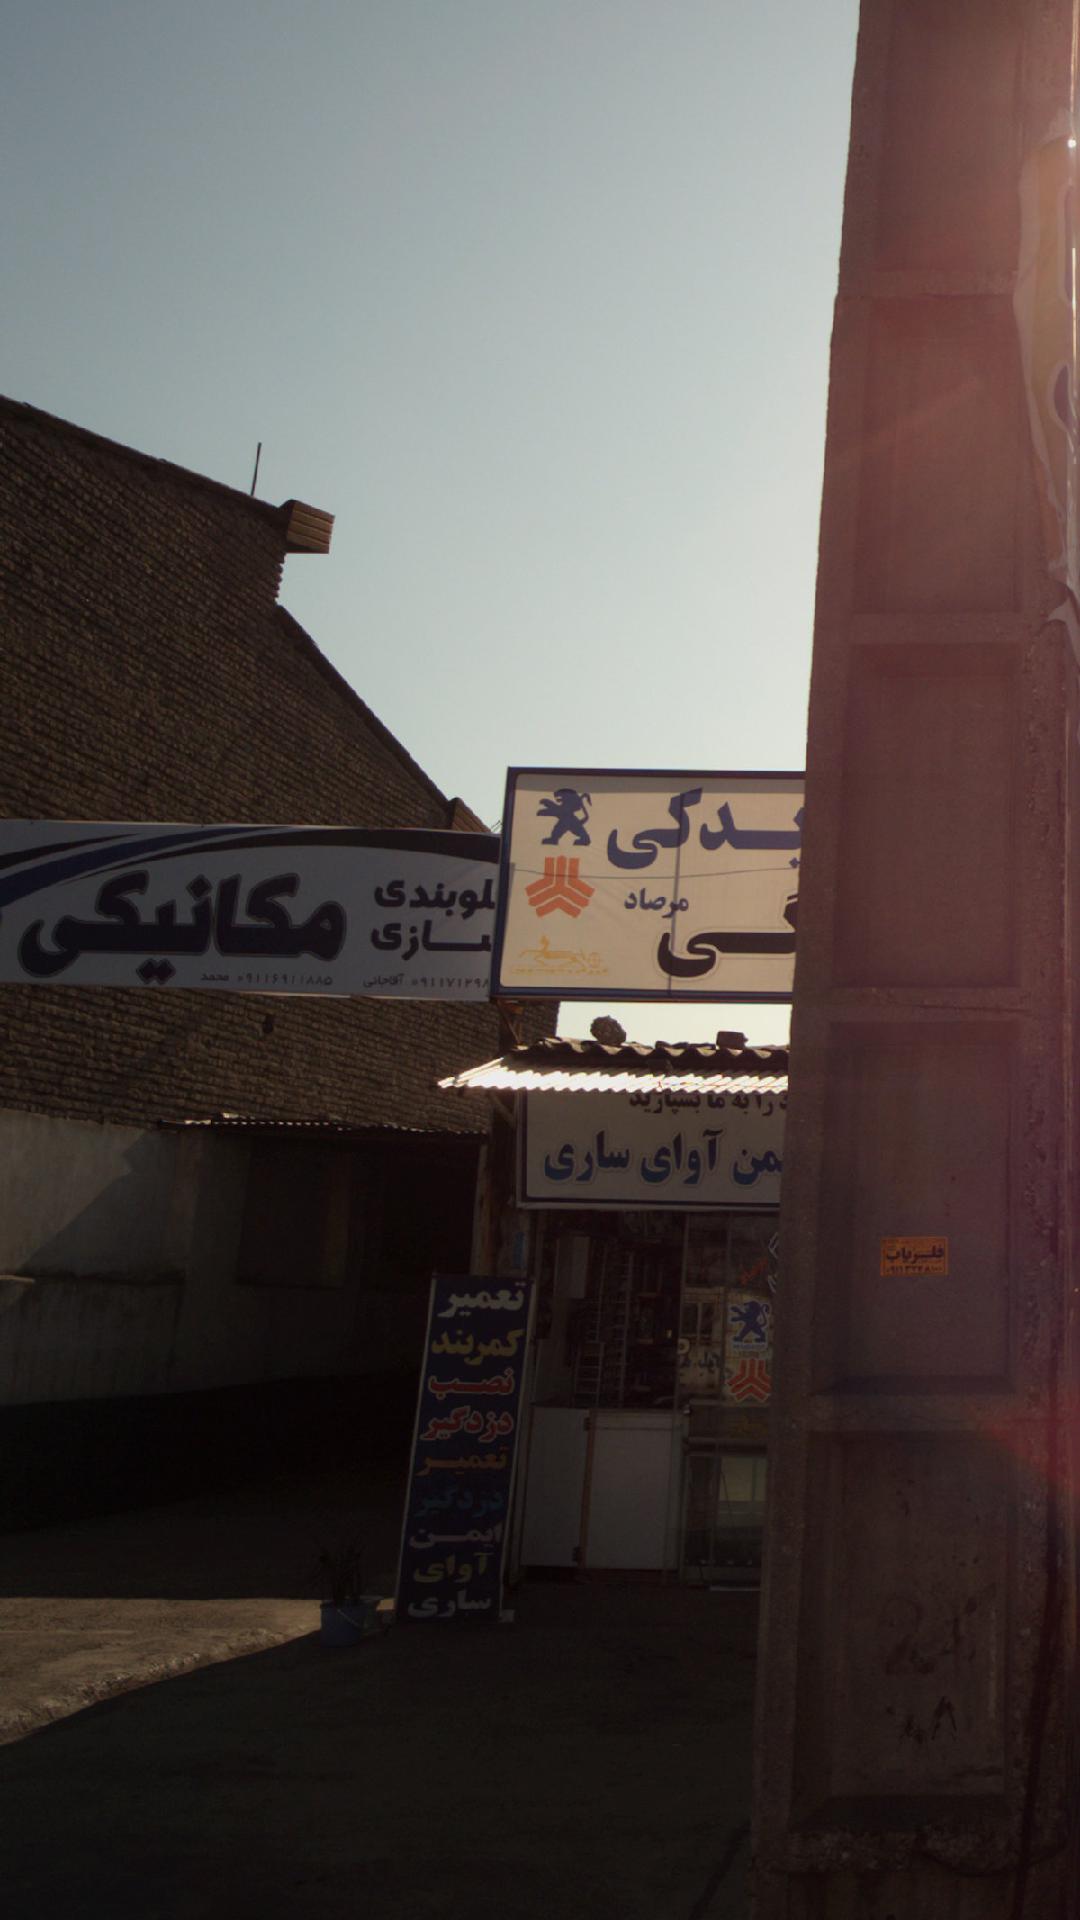 مکانیکی
لوبندی
سازی
محمد ۰۹۱۱۶۹۱۱۸۸۵
آقاجانی
یدکی
مرصاد
را به ما بسپارید
آوای ساری
تعمیر
کمربند
نصب
دزدگیر
تعمیر
دزدگیر
ایمن
آوای
ساری
فلزیاب